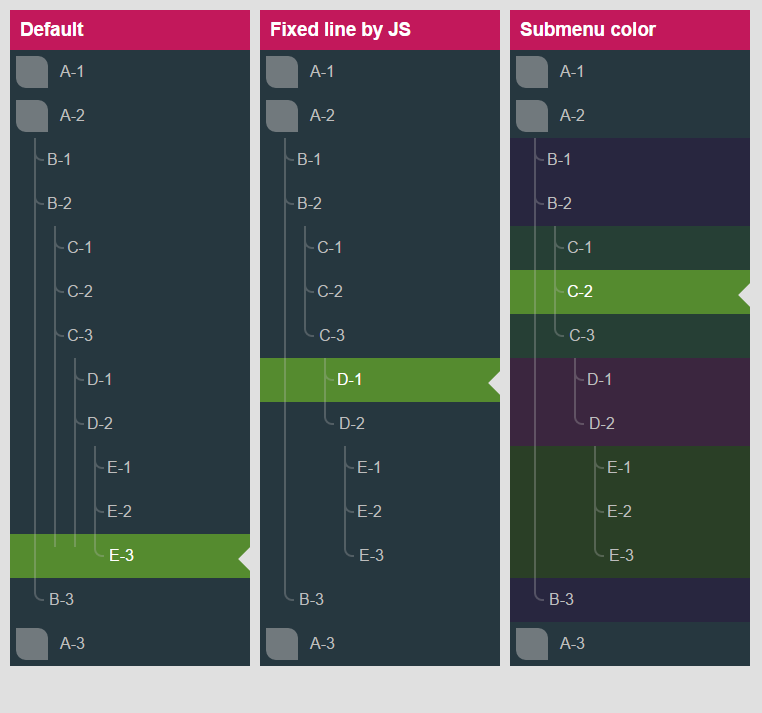 Default
A-1
A-2
B-1
B-2
C-1
C-2
C-3
D-1
D-2
E-1
E-2
E-3
B-3
A-3
Fixed line by JS
A-1
A-2
B-1
B-2
C-1
C-2
C-3
D-1
D-2
E-1
E-2
E-3
B-3
A-3
Submenu color
A-1
A-2
B-1
B-2
C-1
C-2
C-3
D-1
D-2
E-1
E-2
E-3
B-3
A-3